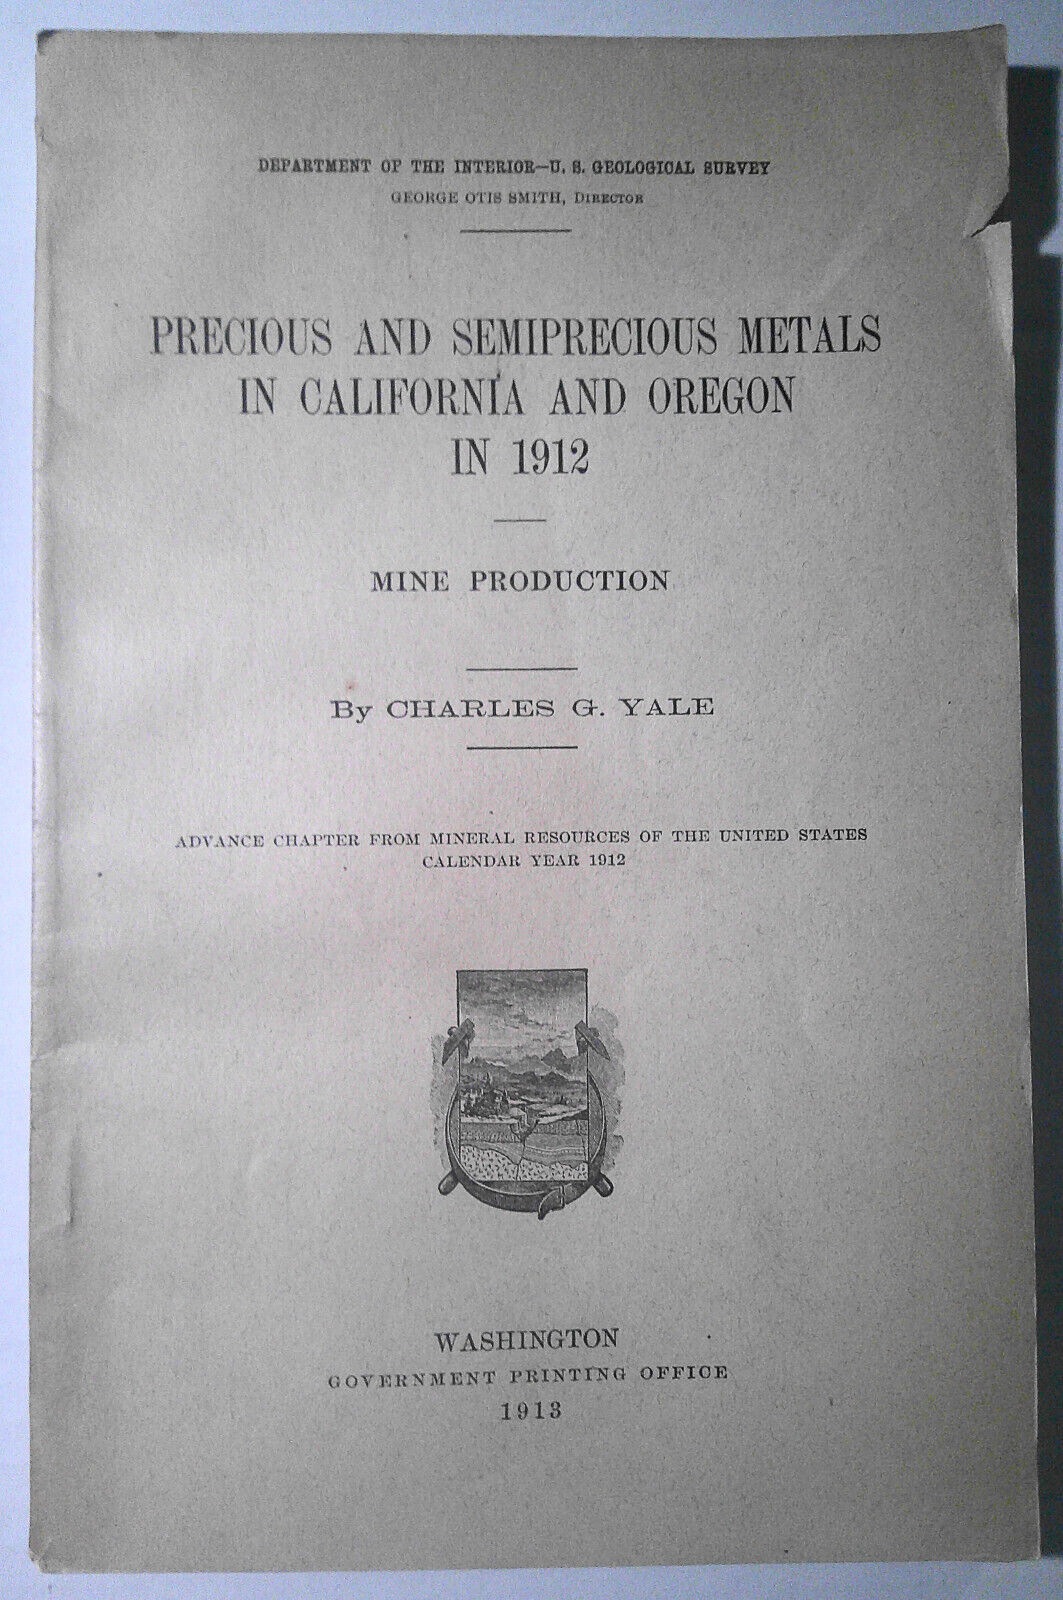 DEPARTMENT OF THE INTERIOR—U. S. GEOLOGICAL SURVEY
GEORGE OTIS SMITH, DIRECTOR
PRECIOUS AND SEMIPRECIOUS METALS
IN CALIFORNIA AND OREGON
IN 1912
MINE PRODUCTION
By CHARLES G. YALE
ADVANCE CHAPTER FROM MINERAL RESOURCES OF THE UNITED STATES
CALENDAR YEAR 1912
WASHINGTON
GOVERNMENT PRINTING OFFICE
1913